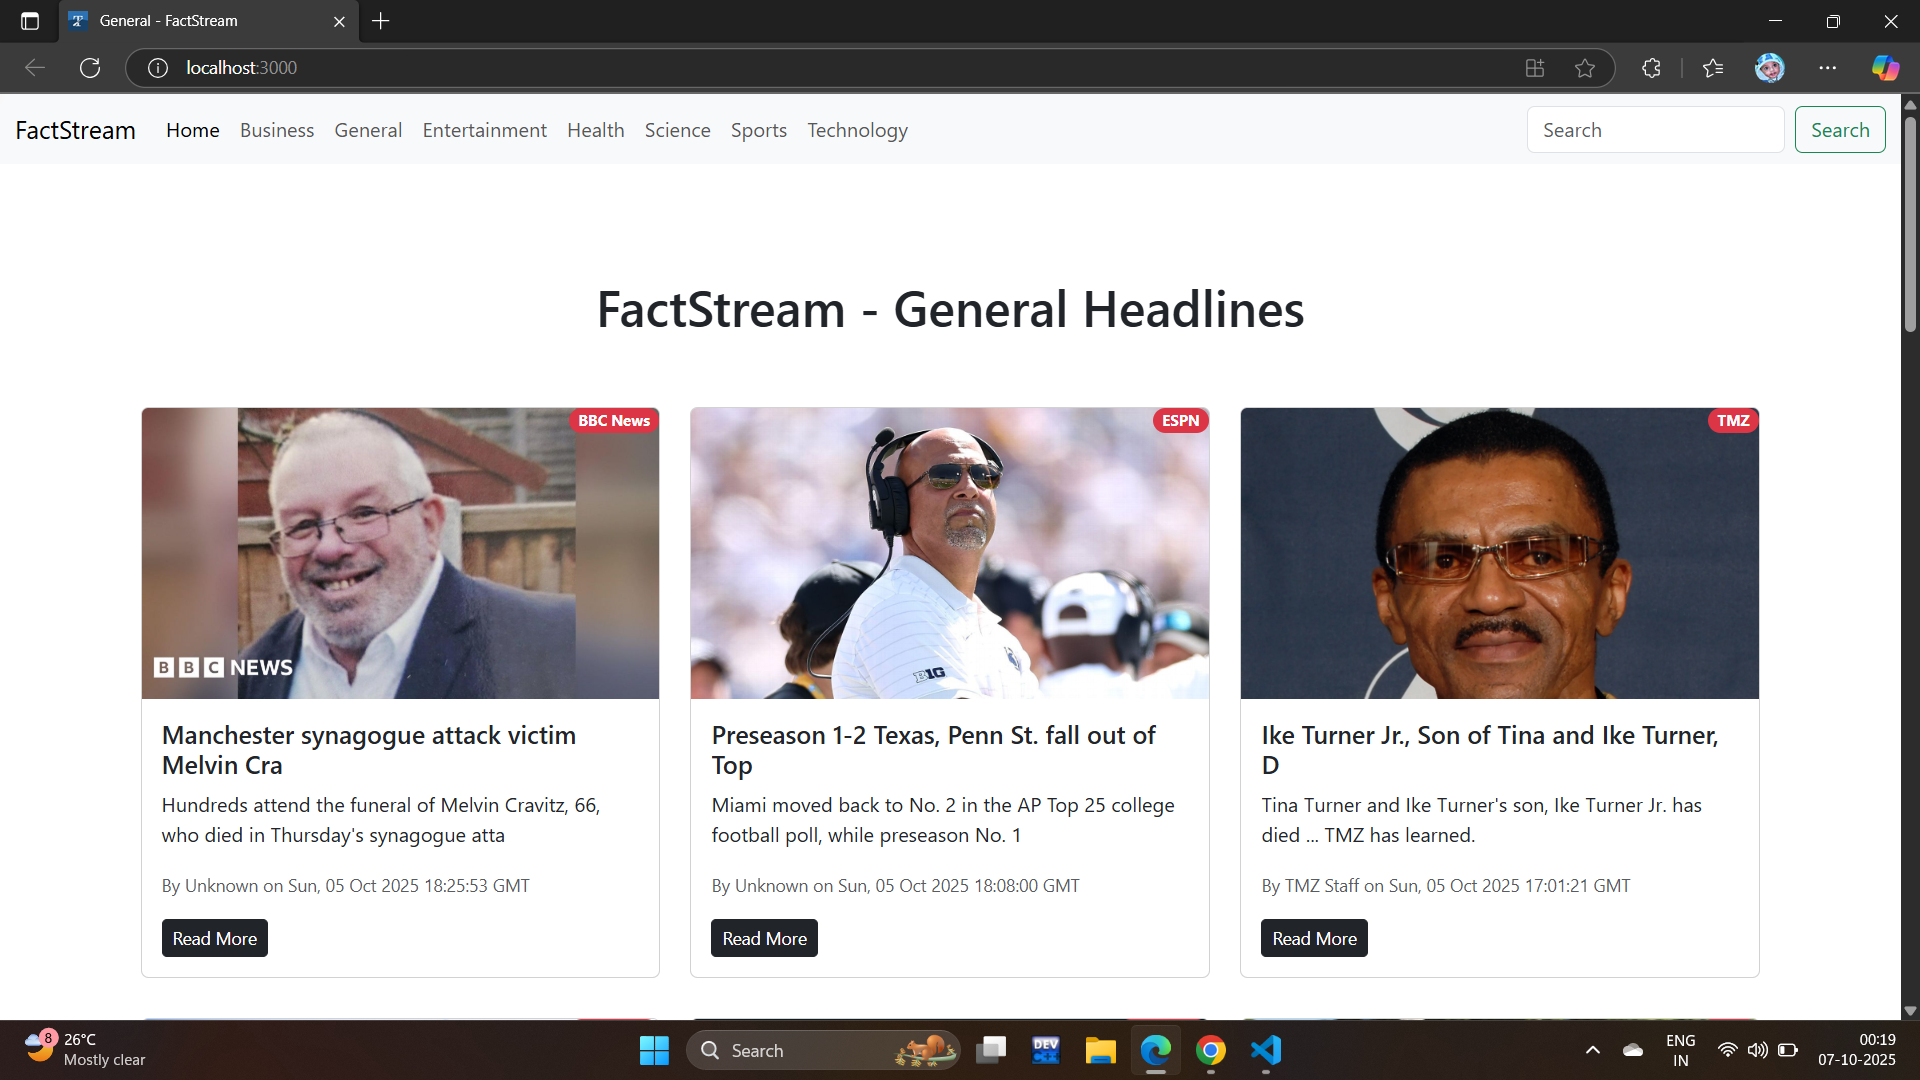 General - FactStream
localhost:3000
FactStream Home Business General Entertainment Health Science Sports Technology Search Search
FactStream - General Headlines
BBC News
BBC NEWS
Manchester synagogue attack victim
Melvin Cra
Hundreds attend the funeral of Melvin Cravitz, 66,
who died in Thursday's synagogue atta
By Unknown on Sun, 05 Oct 2025 18:25:53 GMT
Read More
ESPN
B1G
Preseason 1-2 Texas, Penn St. fall out of
Top
Miami moved back to No. 2 in the AP Top 25 college
football poll, while preseason No. 1
By Unknown on Sun, 05 Oct 2025 18:08:00 GMT
Read More
TMZ
Ike Turner Jr., Son of Tina and Ike Turner,
D
Tina Turner and Ike Turner's son, Ike Turner Jr. has
died ... TMZ has learned.
By TMZ Staff on Sun, 05 Oct 2025 17:01:21 GMT
Read More
8
26°C
Mostly clear
Search
DEV
C++
ENG
IN
00:19
07-10-2025